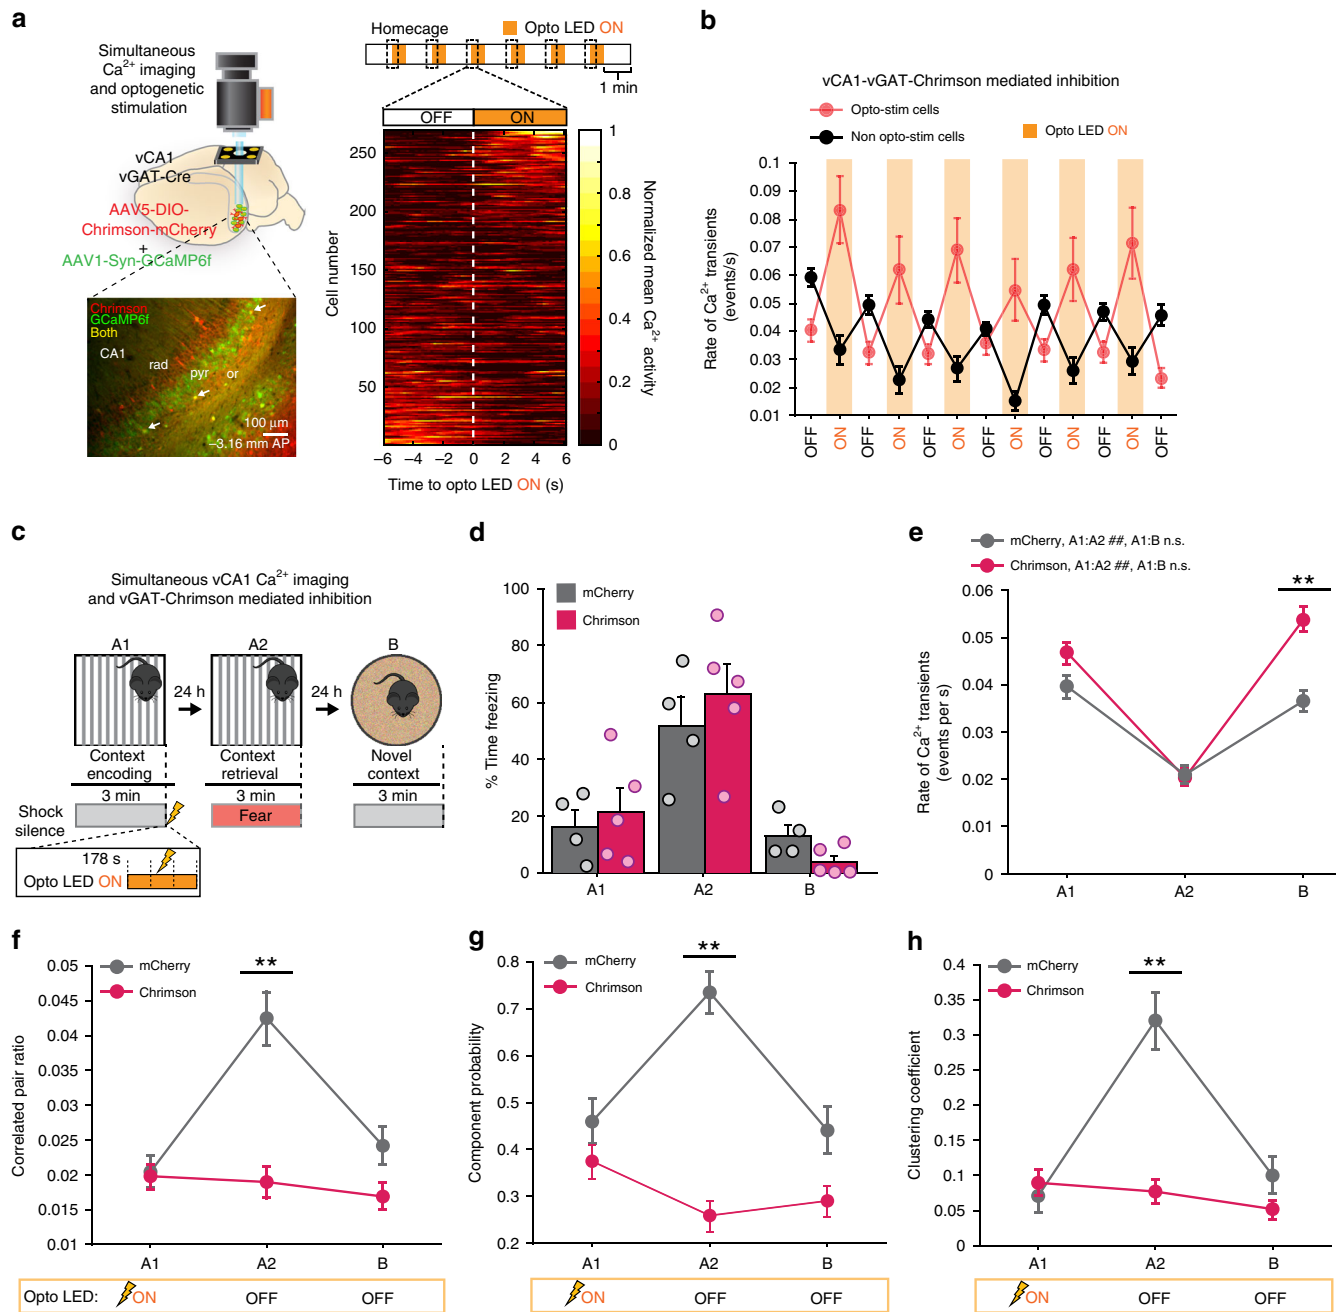 a
Simultaneous
Ca²⁺ imaging
and optogenetic
stimulation
vCA1
vGAT-Cre
AAV5-DIO-
Chrimson-mCherry
+
AAV1-Syn-GCaMP6f
Chrimson
GCaMP6f
Both
CA1
rad
pyr
or
100 µm
–3.16 mm AP
Homecage
Opto LED ON
1 min
OFF
ON
250
200
150
100
50
Cell number
–6 –4 –2 0 2 4 6
Time to opto LED ON (s)
1
0.8
0.6
0.4
0.2
0
Normalized mean Ca²⁺ activity
b
vCA1-vGAT-Chrimson mediated inhibition
Opto-stim cells
Non opto-stim cells
Opto LED ON
0.1
0.09
0.08
0.07
0.06
0.05
0.04
0.03
0.02
0.01
Rate of Ca²⁺ transients
(events/s)
OFF ON OFF ON OFF ON OFF ON OFF ON OFF ON OFF
c
Simultaneous vCA1 Ca²⁺ imaging
and vGAT-Chrimson mediated inhibition
A1 A2 B
24 h 24 h
Context
encoding
Context
retrieval
Novel
context
3 min 3 min 3 min
Fear
Shock
silence
178 s
Opto LED ON
d
mCherry
Chrimson
100
80
60
40
20
0
% Time freezing
A1 A2 B
e
mCherry, A1:A2 ##, A1:B n.s.
Chrimson, A1:A2 ##, A1:B n.s.
**
0.06
0.05
0.04
0.03
0.02
0.01
0
Rate of Ca²⁺ transients
(events per s)
A1 A2 B
f
mCherry
Chrimson
**
0.05
0.045
0.04
0.035
0.03
0.025
0.02
0.015
0.01
Correlated pair ratio
A1 A2 B
Opto LED: ON OFF OFF
g
mCherry
Chrimson
**
0.8
0.7
0.6
0.5
0.4
0.3
0.2
Component probability
A1 A2 B
ON OFF OFF
h
mCherry
Chrimson
**
0.4
0.35
0.3
0.25
0.2
0.15
0.1
0.05
0
Clustering coefficient
A1 A2 B
ON OFF OFF